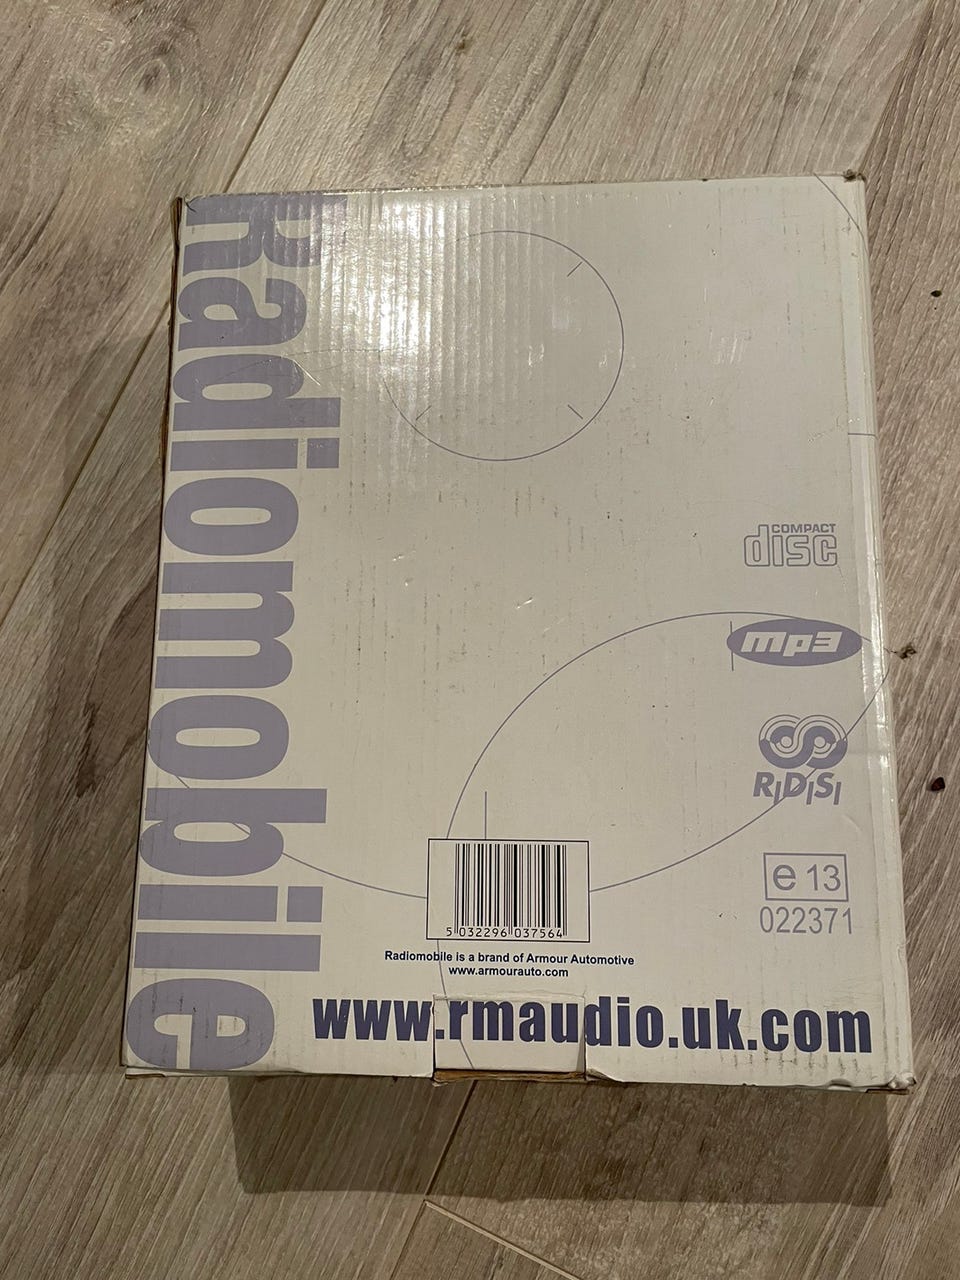 Radiomobile
COMPACT
disc
mp3
R|D|S|
e 13
022371
5 032296 037564
Radiomobile is a brand of Armour Automotive
www.armourauto.com
www.rmaudio.uk.com